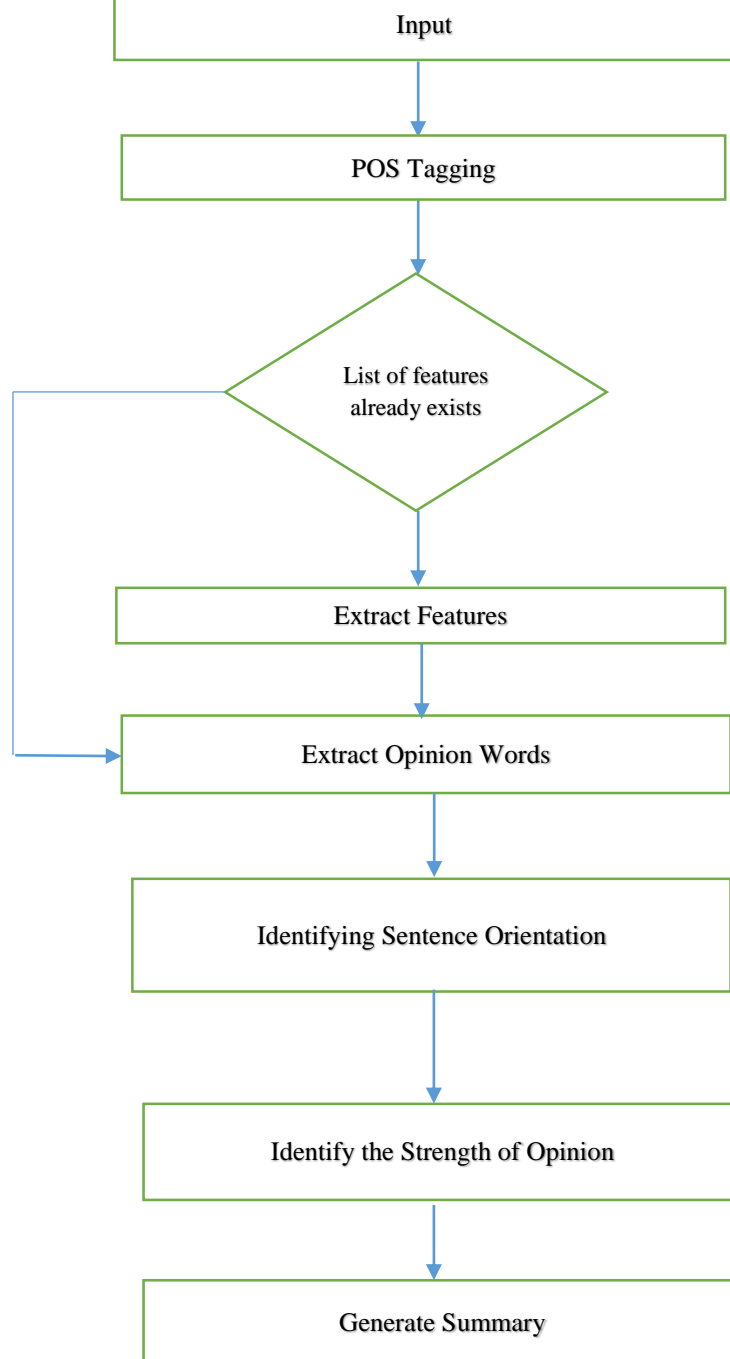 Input
POS Tagging
List of features
already exists
Extract Features
Extract Opinion Words
Identifying Sentence Orientation
Identify the Strength of Opinion
Generate Summary